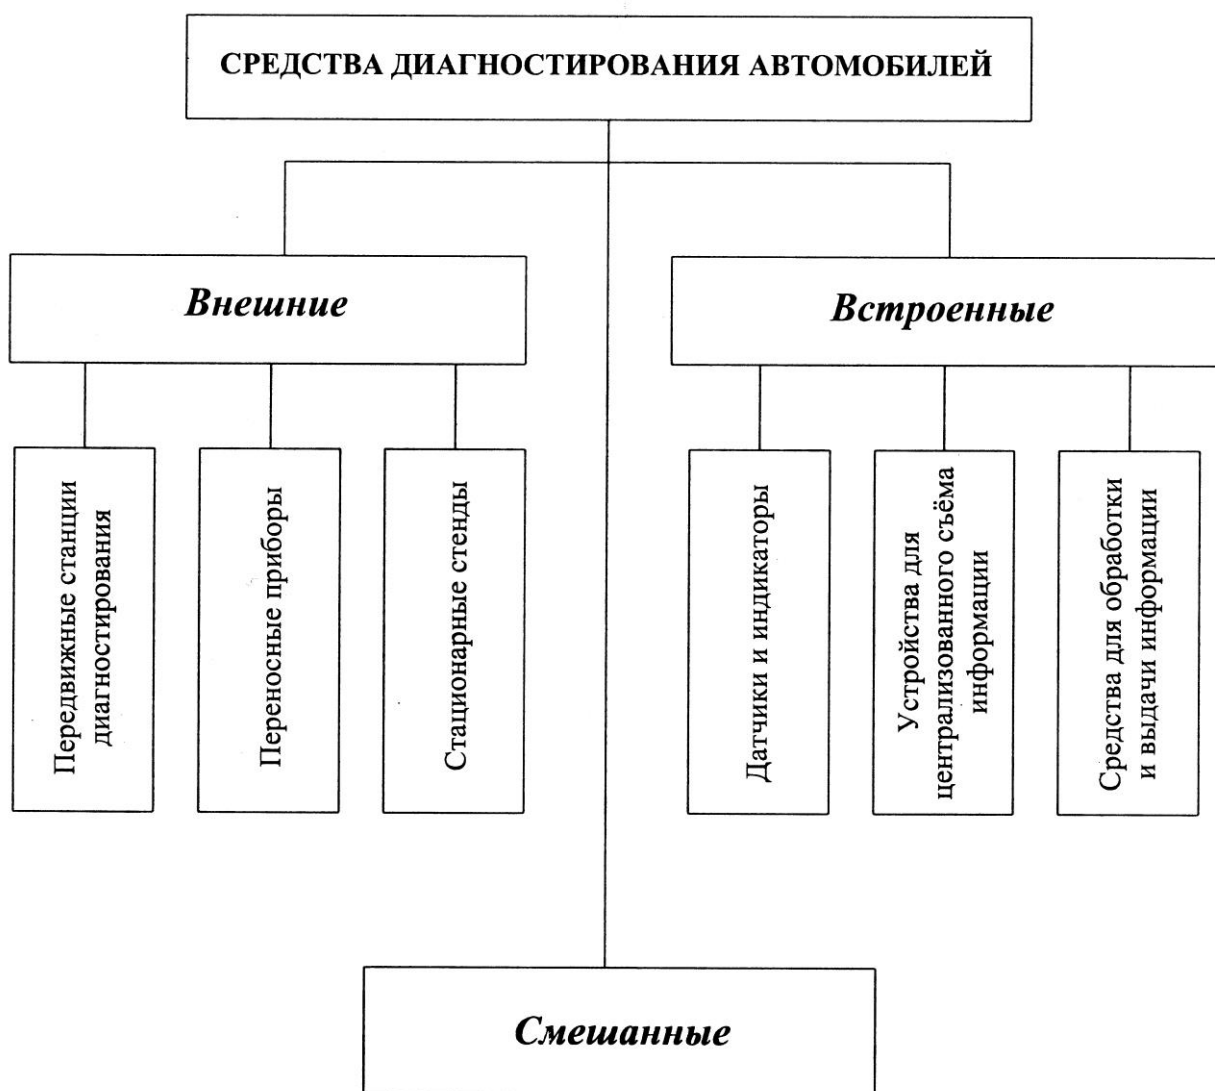 СРЕДСТВА ДИАГНОСТИРОВАНИЯ АВТОМОБИЛЕЙ
Внешние
Встроенные
Передвижные станции
диагностирования
Переносные приборы
Стационарные стенды
Датчики и индикаторы
Устройства для
централизованного съёма
информации
Средства для обработки
и выдачи информации
Смешанные